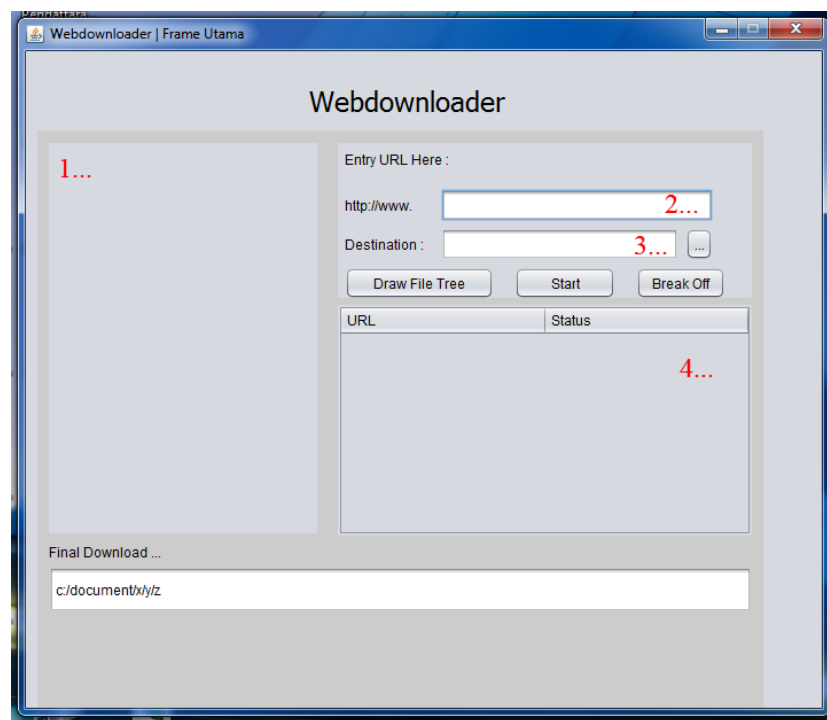 Pendaftara
Webdownloader | Frame Utama
Webdownloader
1...
Entry URL Here :
http://www.
2...
Destination :
3...
...
Draw File Tree
Start
Break Off
URL
Status
4...
Final Download ...
c:/document/x/y/z